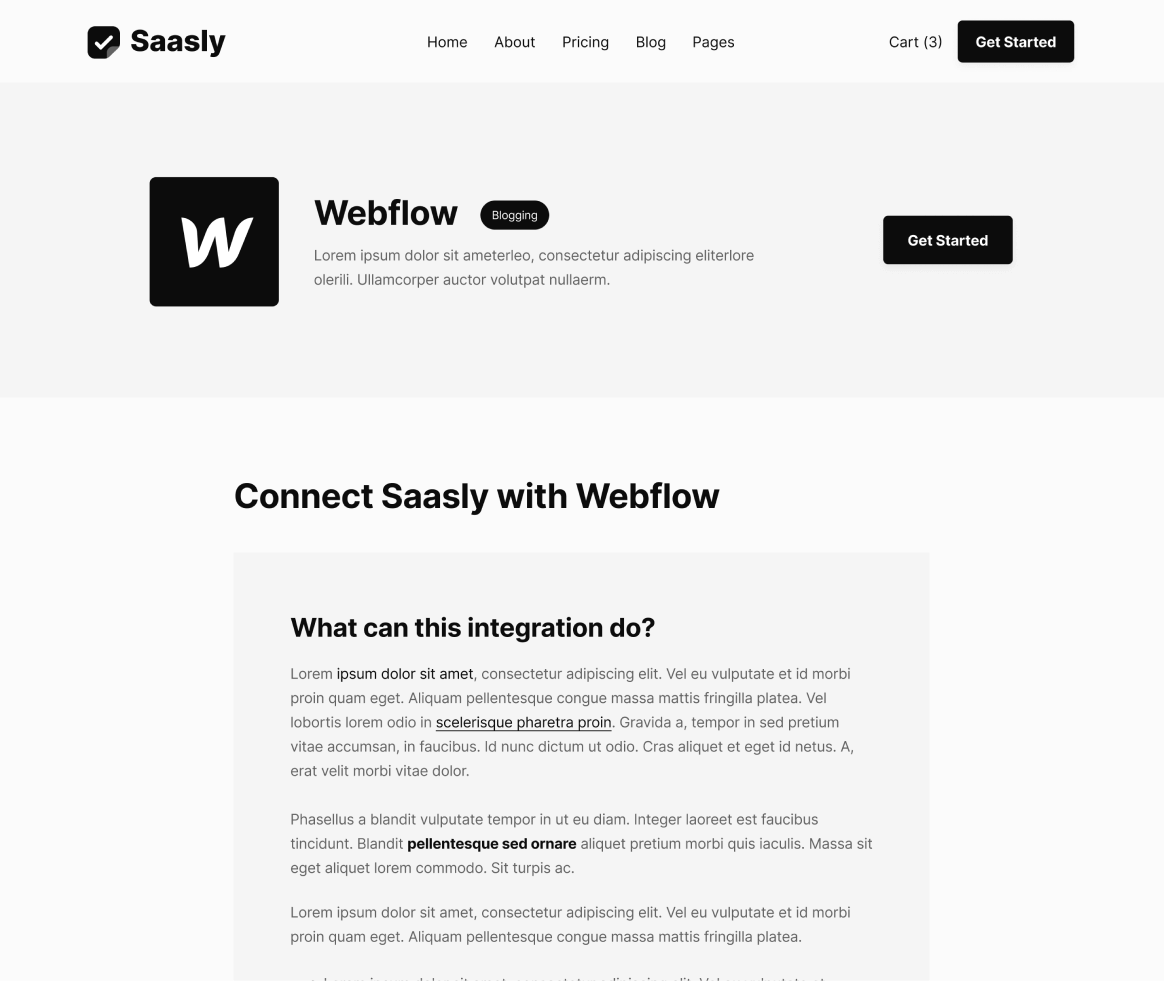 Saasly
Home About Pricing Blog Pages
Cart (3) Get Started
W
Webflow Blogging
Lorem ipsum dolor sit ameterleo, consectetur adipiscing eliterlore
olerili. Ullamcorper auctor volutpat nullaerm.
Get Started
Connect Saasly with Webflow
What can this integration do?
Lorem ipsum dolor sit amet, consectetur adipiscing elit. Vel eu vulputate et id morbi
proin quam eget. Aliquam pellentesque congue massa mattis fringilla platea. Vel
lobortis lorem odio in scelerisque pharetra proin. Gravida a, tempor in sed pretium
vitae accumsan, in faucibus. Id nunc dictum ut odio. Cras aliquet et eget id netus. A,
erat velit morbi vitae dolor.
Phasellus a blandit vulputate tempor in ut eu diam. Integer laoreet est faucibus
tincidunt. Blandit pellentesque sed ornare aliquet pretium morbi quis iaculis. Massa sit
eget aliquet lorem commodo. Sit turpis ac.
Lorem ipsum dolor sit amet, consectetur adipiscing elit. Vel eu vulputate et id morbi
proin quam eget. Aliquam pellentesque congue massa mattis fringilla platea.